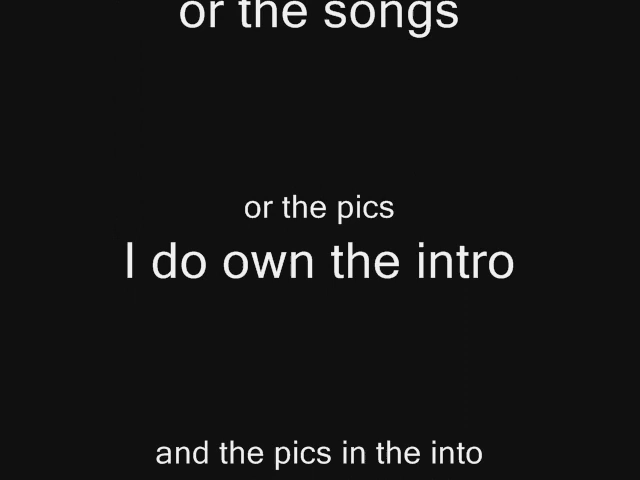 or the songs
or the pics
I do own the intro
and the pics in the into